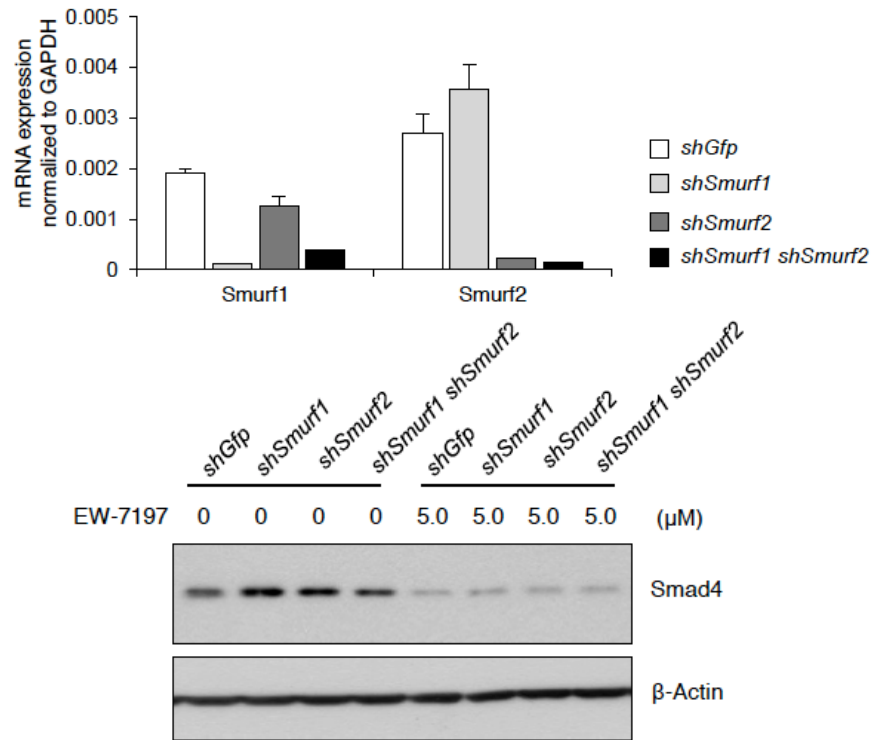 0.005
0.004
0.003
0.002
0.001
0
mRNA expression
normalized to GAPDH
Smurf1 Smurf2
shGfp
shSmurf1
shSmurf2
shSmurf1 shSmurf2
shGfp shSmurf1 shSmurf2 shSmurf1 shSmurf2 shGfp shSmurf1 shSmurf2 shSmurf1 shSmurf2
EW-7197 0 0 0 0 5.0 5.0 5.0 5.0 (μM)
Smad4
β-Actin